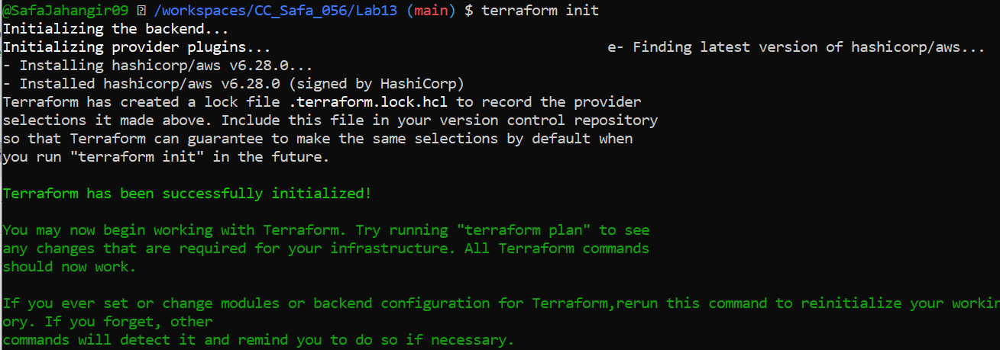 @SafaJahangir09 /workspaces/CC_Safa_056/Lab13 (main) $ terraform init
Initializing the backend...
Initializing provider plugins... e- Finding latest version of hashicorp/aws...
- Installing hashicorp/aws v6.28.0...
- Installed hashicorp/aws v6.28.0 (signed by HashiCorp)
Terraform has created a lock file .terraform.lock.hcl to record the provider
selections it made above. Include this file in your version control repository
so that Terraform can guarantee to make the same selections by default when
you run "terraform init" in the future.
Terraform has been successfully initialized!
You may now begin working with Terraform. Try running "terraform plan" to see
any changes that are required for your infrastructure. All Terraform commands
should now work.
If you ever set or change modules or backend configuration for Terraform,rerun this command to reinitialize your workin
ory. If you forget, other
commands will detect it and remind you to do so if necessary.